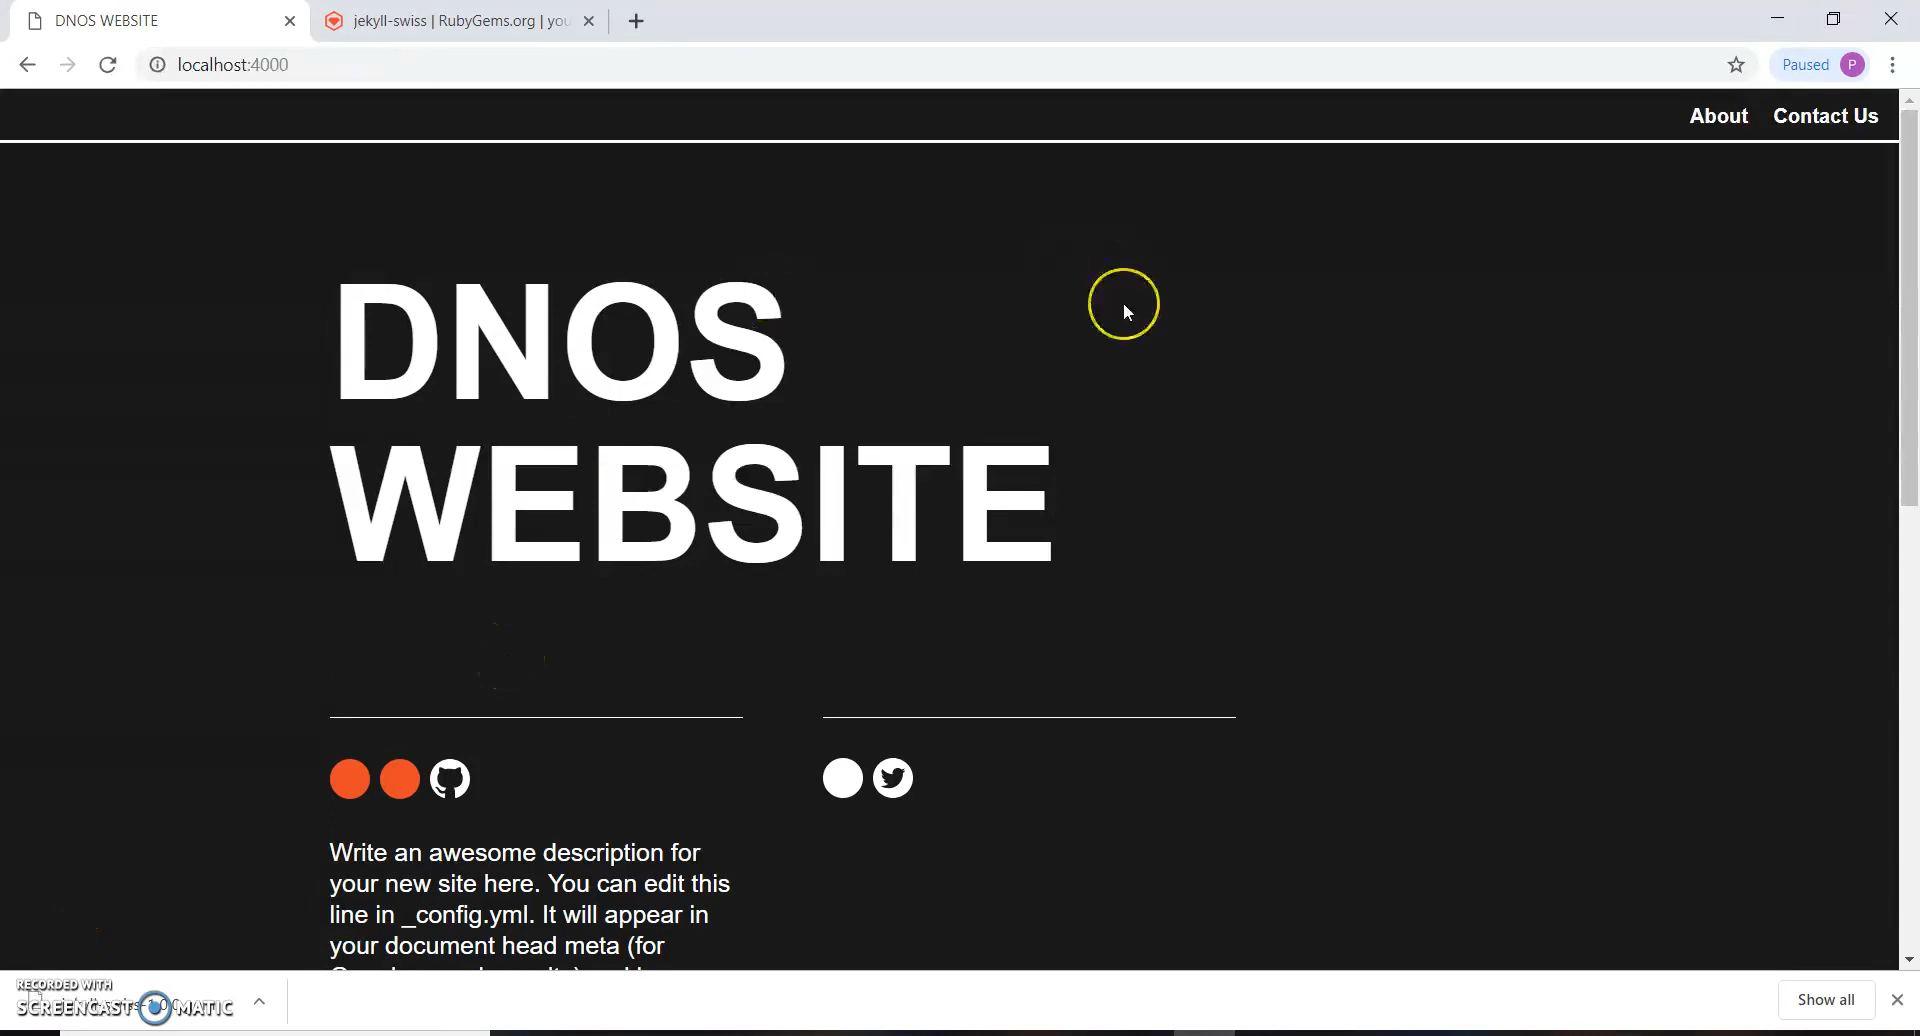 DNOS WEBSITE
jekyll-swiss | RubyGems.org | you
localhost:4000
Paused P
About Contact Us
DNOS
WEBSITE
Write an awesome description for
your new site here. You can edit this
line in _config.yml. It will appear in
your document head meta (for
RECORDED WITH
SCREENCAST MATIC
Show all